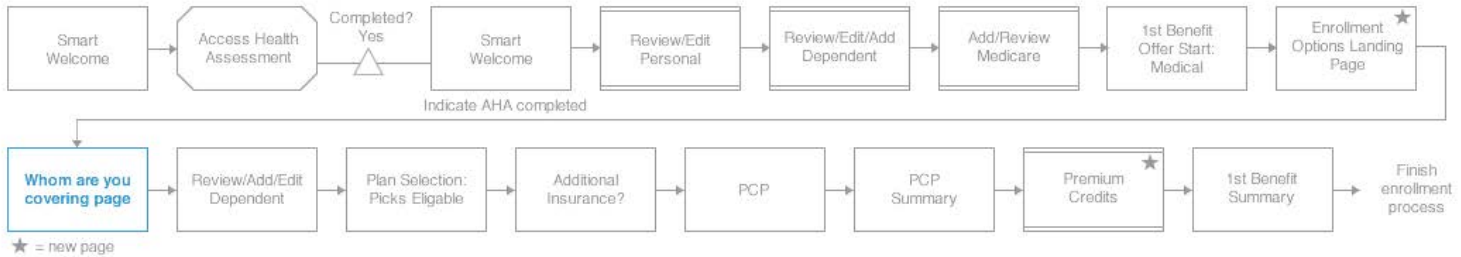 Smart
Welcome
Access Health
Assessment
Completed?
Yes
Smart
Welcome
Indicate AHA completed
Review/Edit
Personal
Review/Edit/Add
Dependent
Add/Review
Medicare
1st Benefit
Offer Start:
Medical
Enrollment
Options Landing
Page
Whom are you
covering page
Review/Add/Edit
Dependent
Plan Selection:
Picks Eligable
Additional
Insurance?
PCP
PCP
Summary
Premium
Credits
1st Benefit
Summary
Finish
enrollment
process
★ = new page